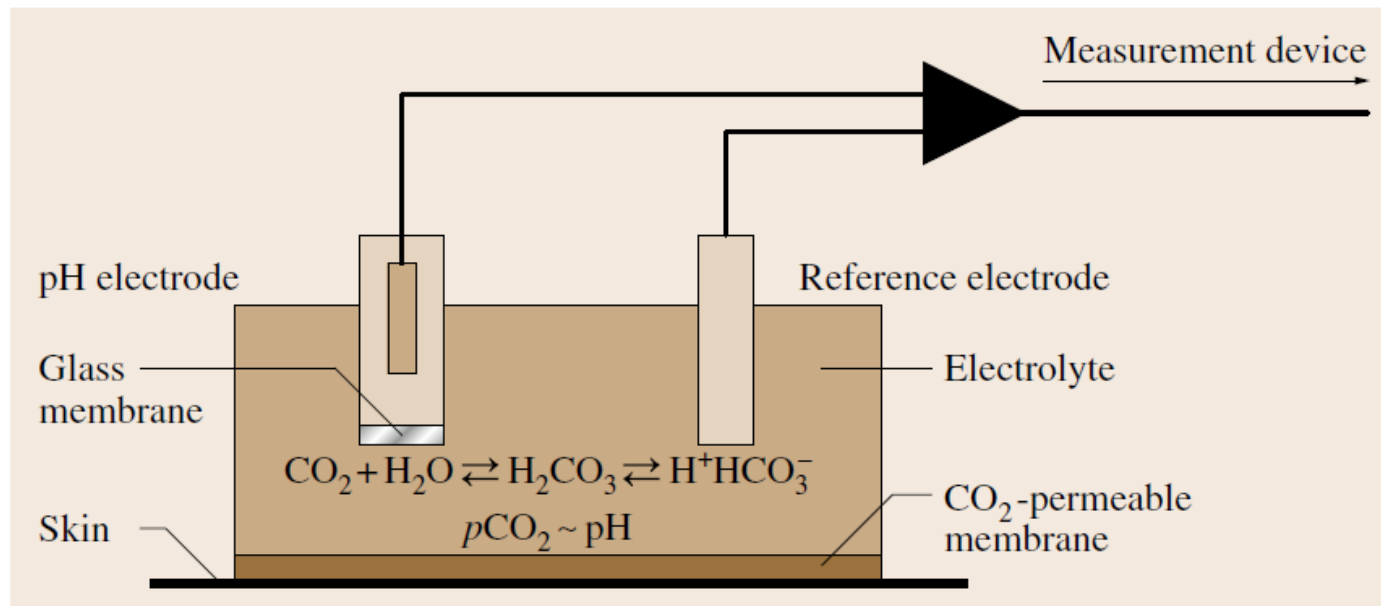 Measurement device
pH electrode
Reference electrode
Glass
membrane
Electrolyte
CO₂ + H₂O ⇄ H₂CO₃ ⇄ H⁺HCO₃⁻
pCO₂ ~ pH
CO₂-permeable
membrane
Skin